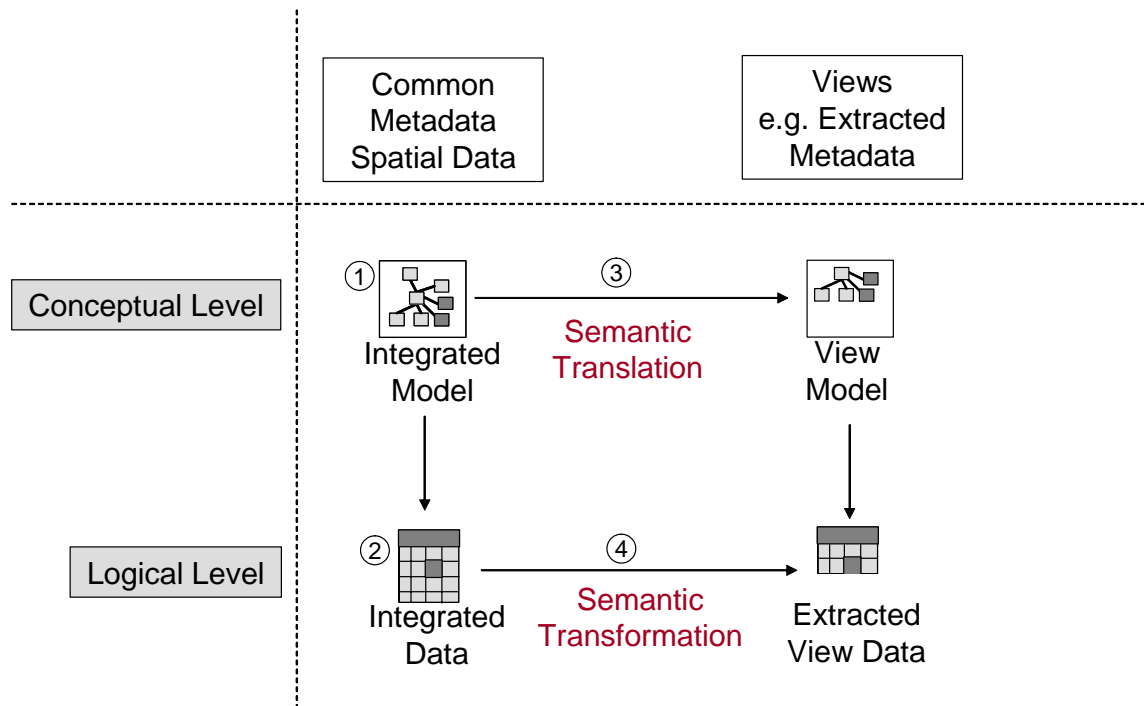 Common
Metadata
Spatial Data
Views
e.g. Extracted
Metadata
Conceptual Level
1
3
Semantic
Translation
Integrated
Model
View
Model
Logical Level
2
4
Semantic
Transformation
Integrated
Data
Extracted
View Data